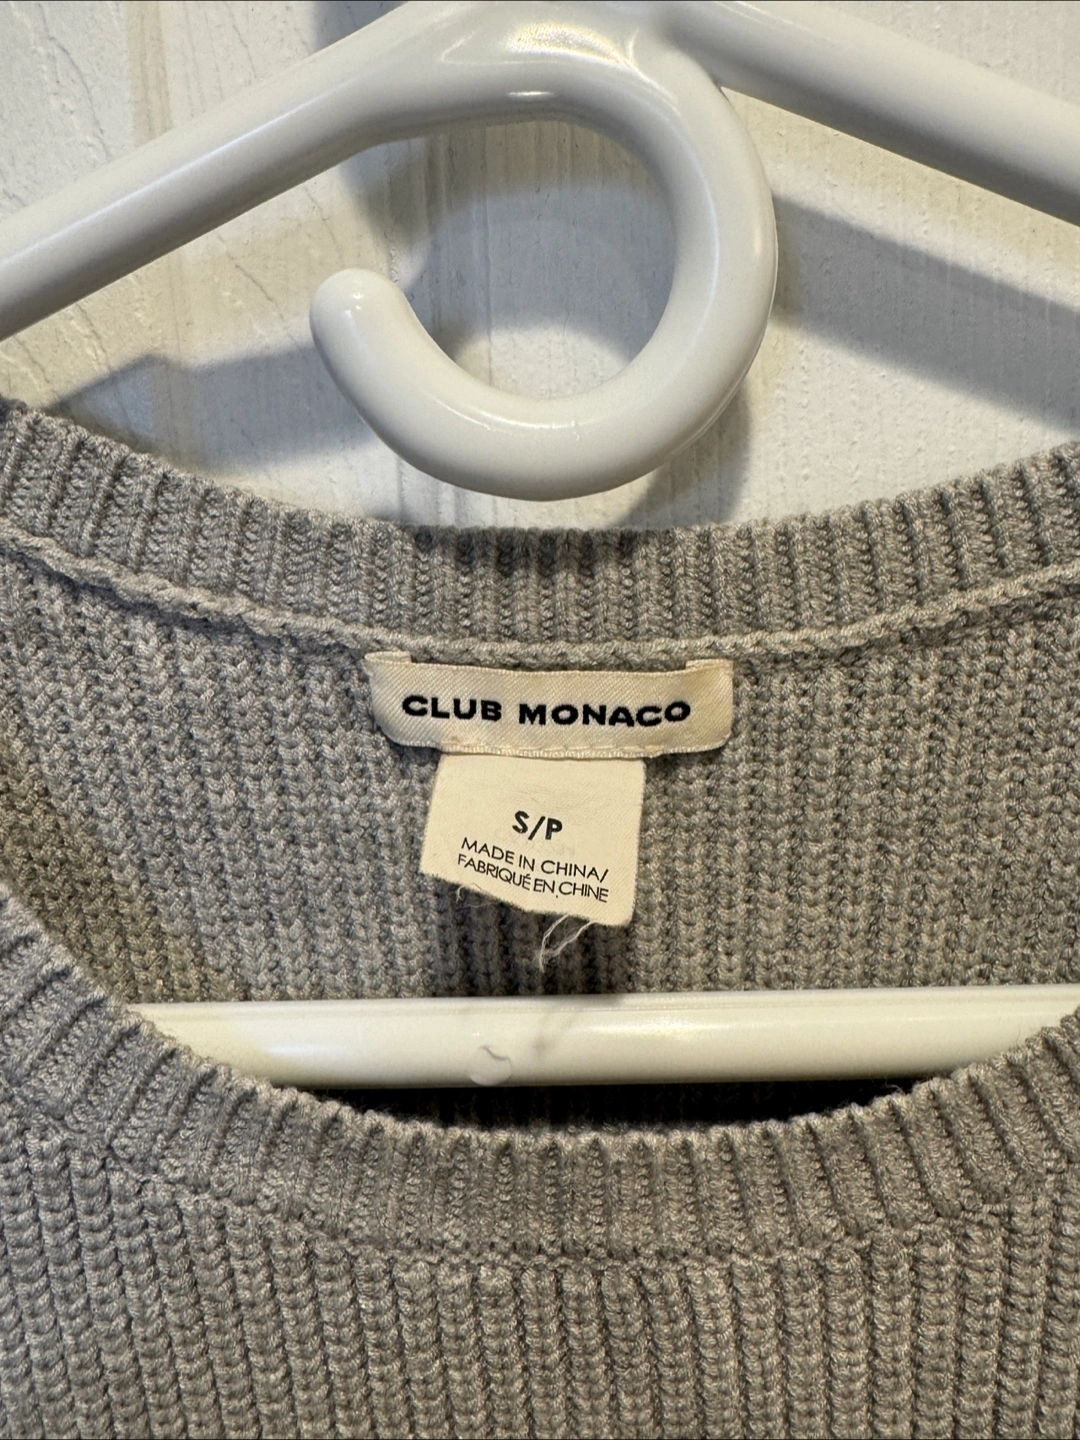 CLUB MONACO
S/P
MADE IN CHINA/
FABRIQUÉ EN CHINE